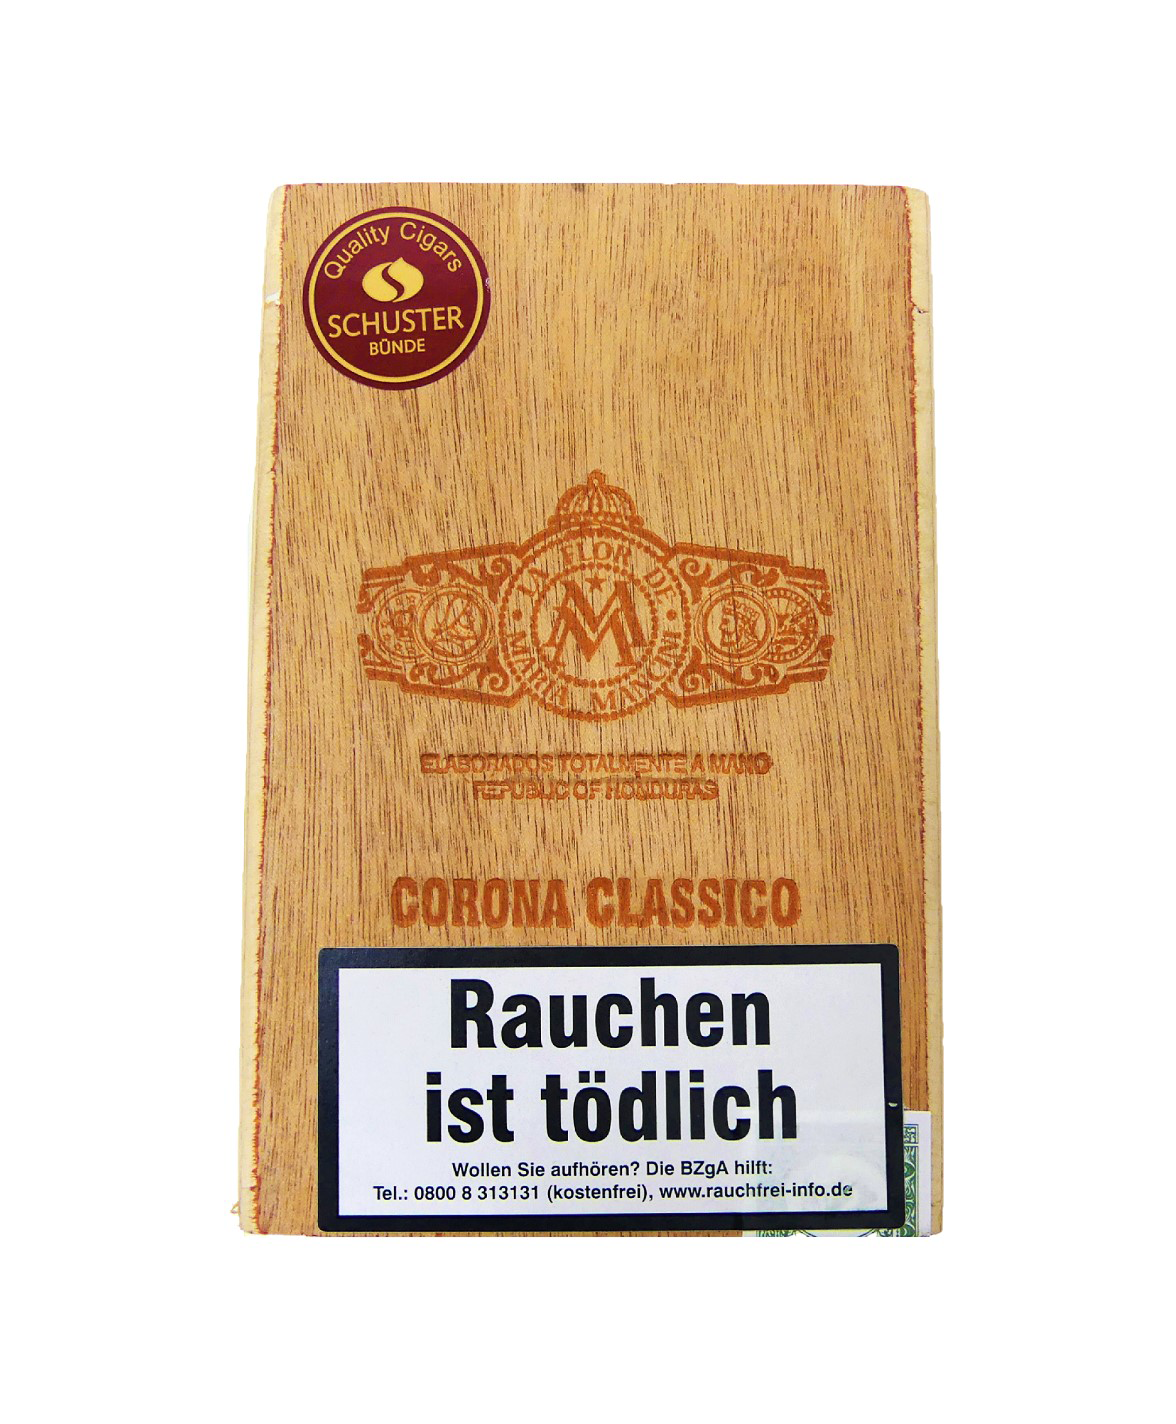 Quality Cigars
SCHUSTER
BÜNDE
LA FLOR DE
MM
MARIA MANCINI
ELABORADOS TOTALMENTE A MANO
REPUBLIC OF HONDURAS
CORONA CLASSICO
Rauchen
ist tödlich
Wollen Sie aufhören? Die BZgA hilft:
Tel.: 0800 8 313131 (kostenfrei), www.rauchfrei-info.de